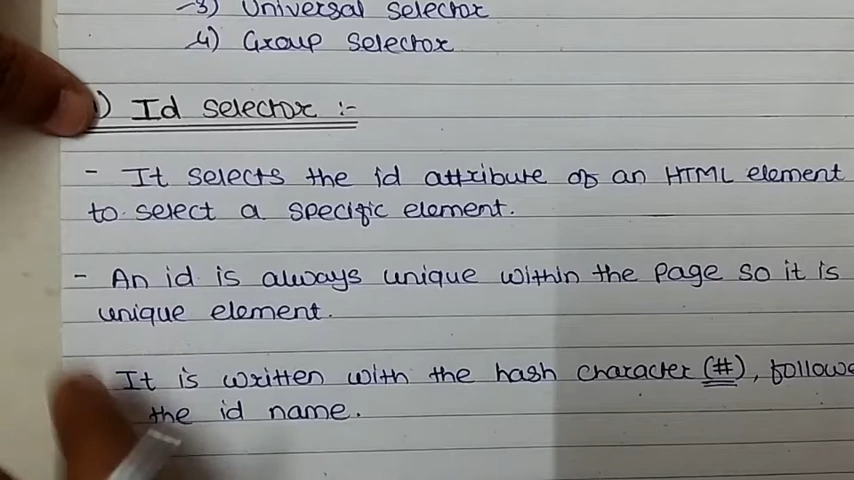 3) Universal selector
4) Group selector
1) Id selector :-
- It selects the id attribute of an HTML element
to select a specific element.
- An id is always unique within the page so it is
unique element.
It is written with the hash character (#),
the id name.